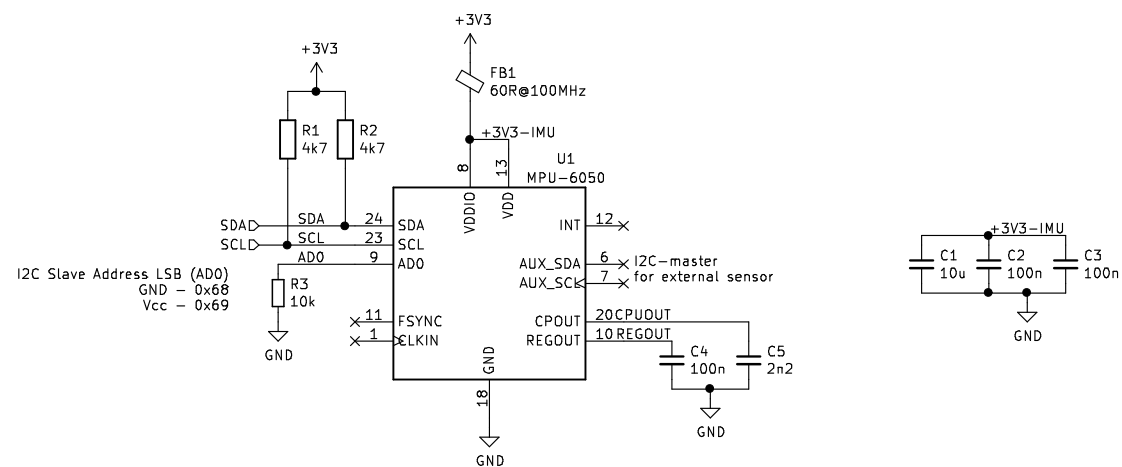 +3V3
+3V3
FB1
60R@100MHz
R1
4k7
R2
4k7
+3V3-IMU
8
13
U1
MPU-6050
VDDIO
VDD
SDA
SDA
24
SDA
SCL
SCL
23
SCL
AD0
9
AD0
I2C Slave Address LSB (AD0)
GND - 0x68
Vcc - 0x69
R3
10k
GND
11
FSYNC
1
CLKIN
GND
18
GND
INT
12
AUX_SDA
6
I2C-master
for external sensor
AUX_SCL
7
CPOUT
20
CPUOUT
REGOUT
10
REGOUT
C4
100n
C5
2n2
GND
+3V3-IMU
C1
10u
C2
100n
C3
100n
GND